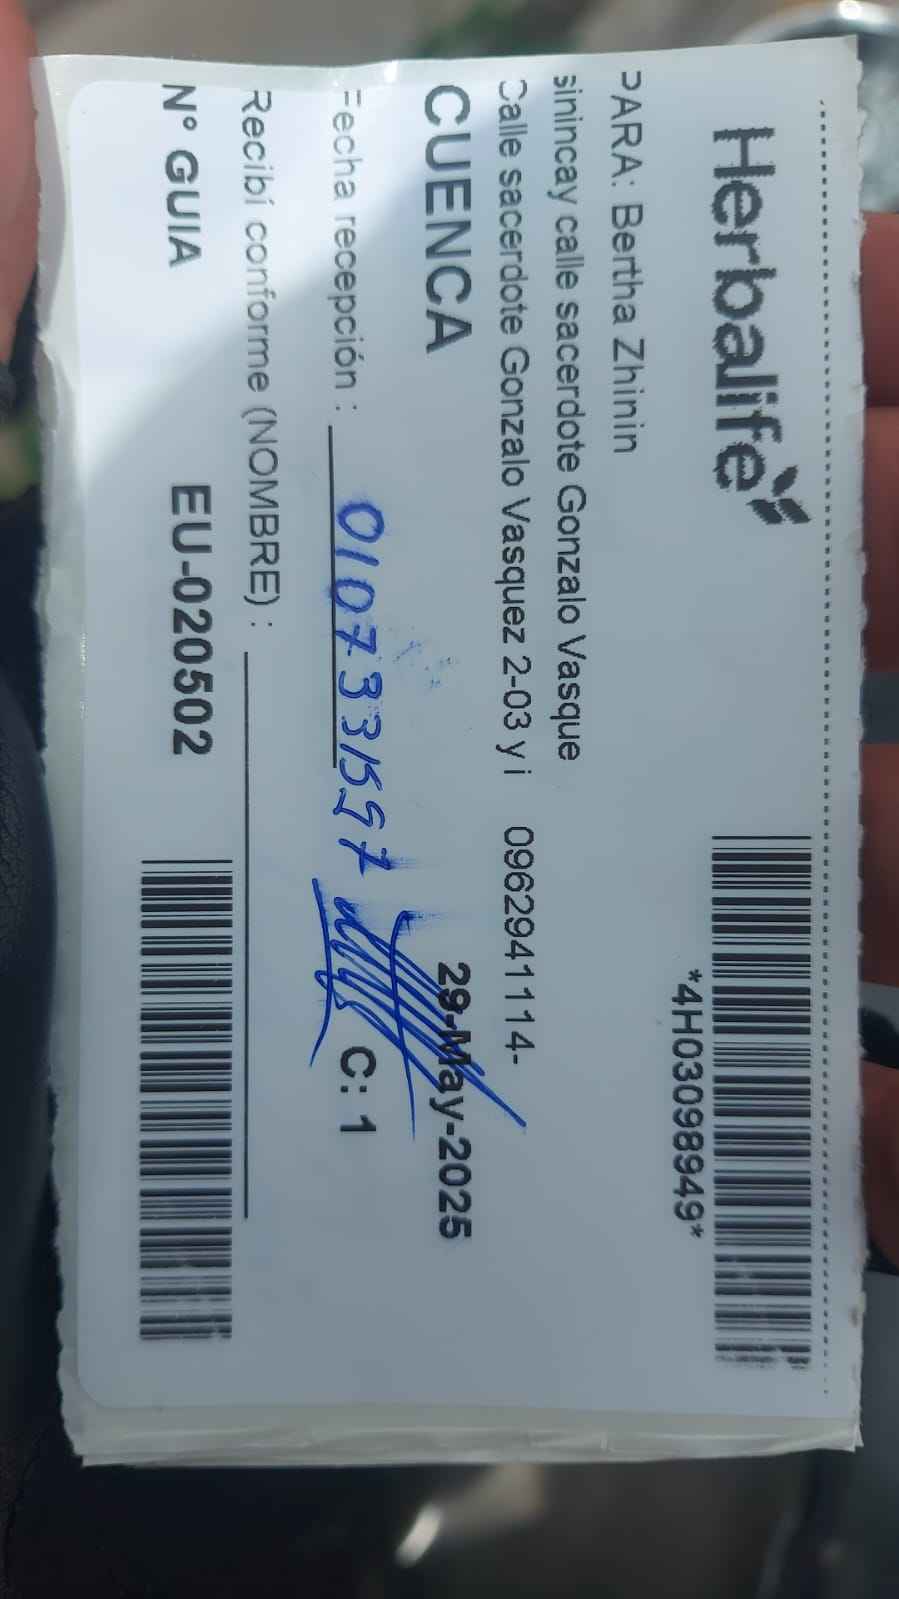 Herbalife
*4H03098949*
PARA: Bertha Zhinin
sinincay calle sacerdote Gonzalo Vasque
Calle sacerdote Gonzalo Vasquez 2-03 y i 0962941114-
CUENCA 29-May-2025
Fecha recepción : 0107331597 C: 1
Recibí conforme (NOMBRE) :
N° GUIA EU-020502